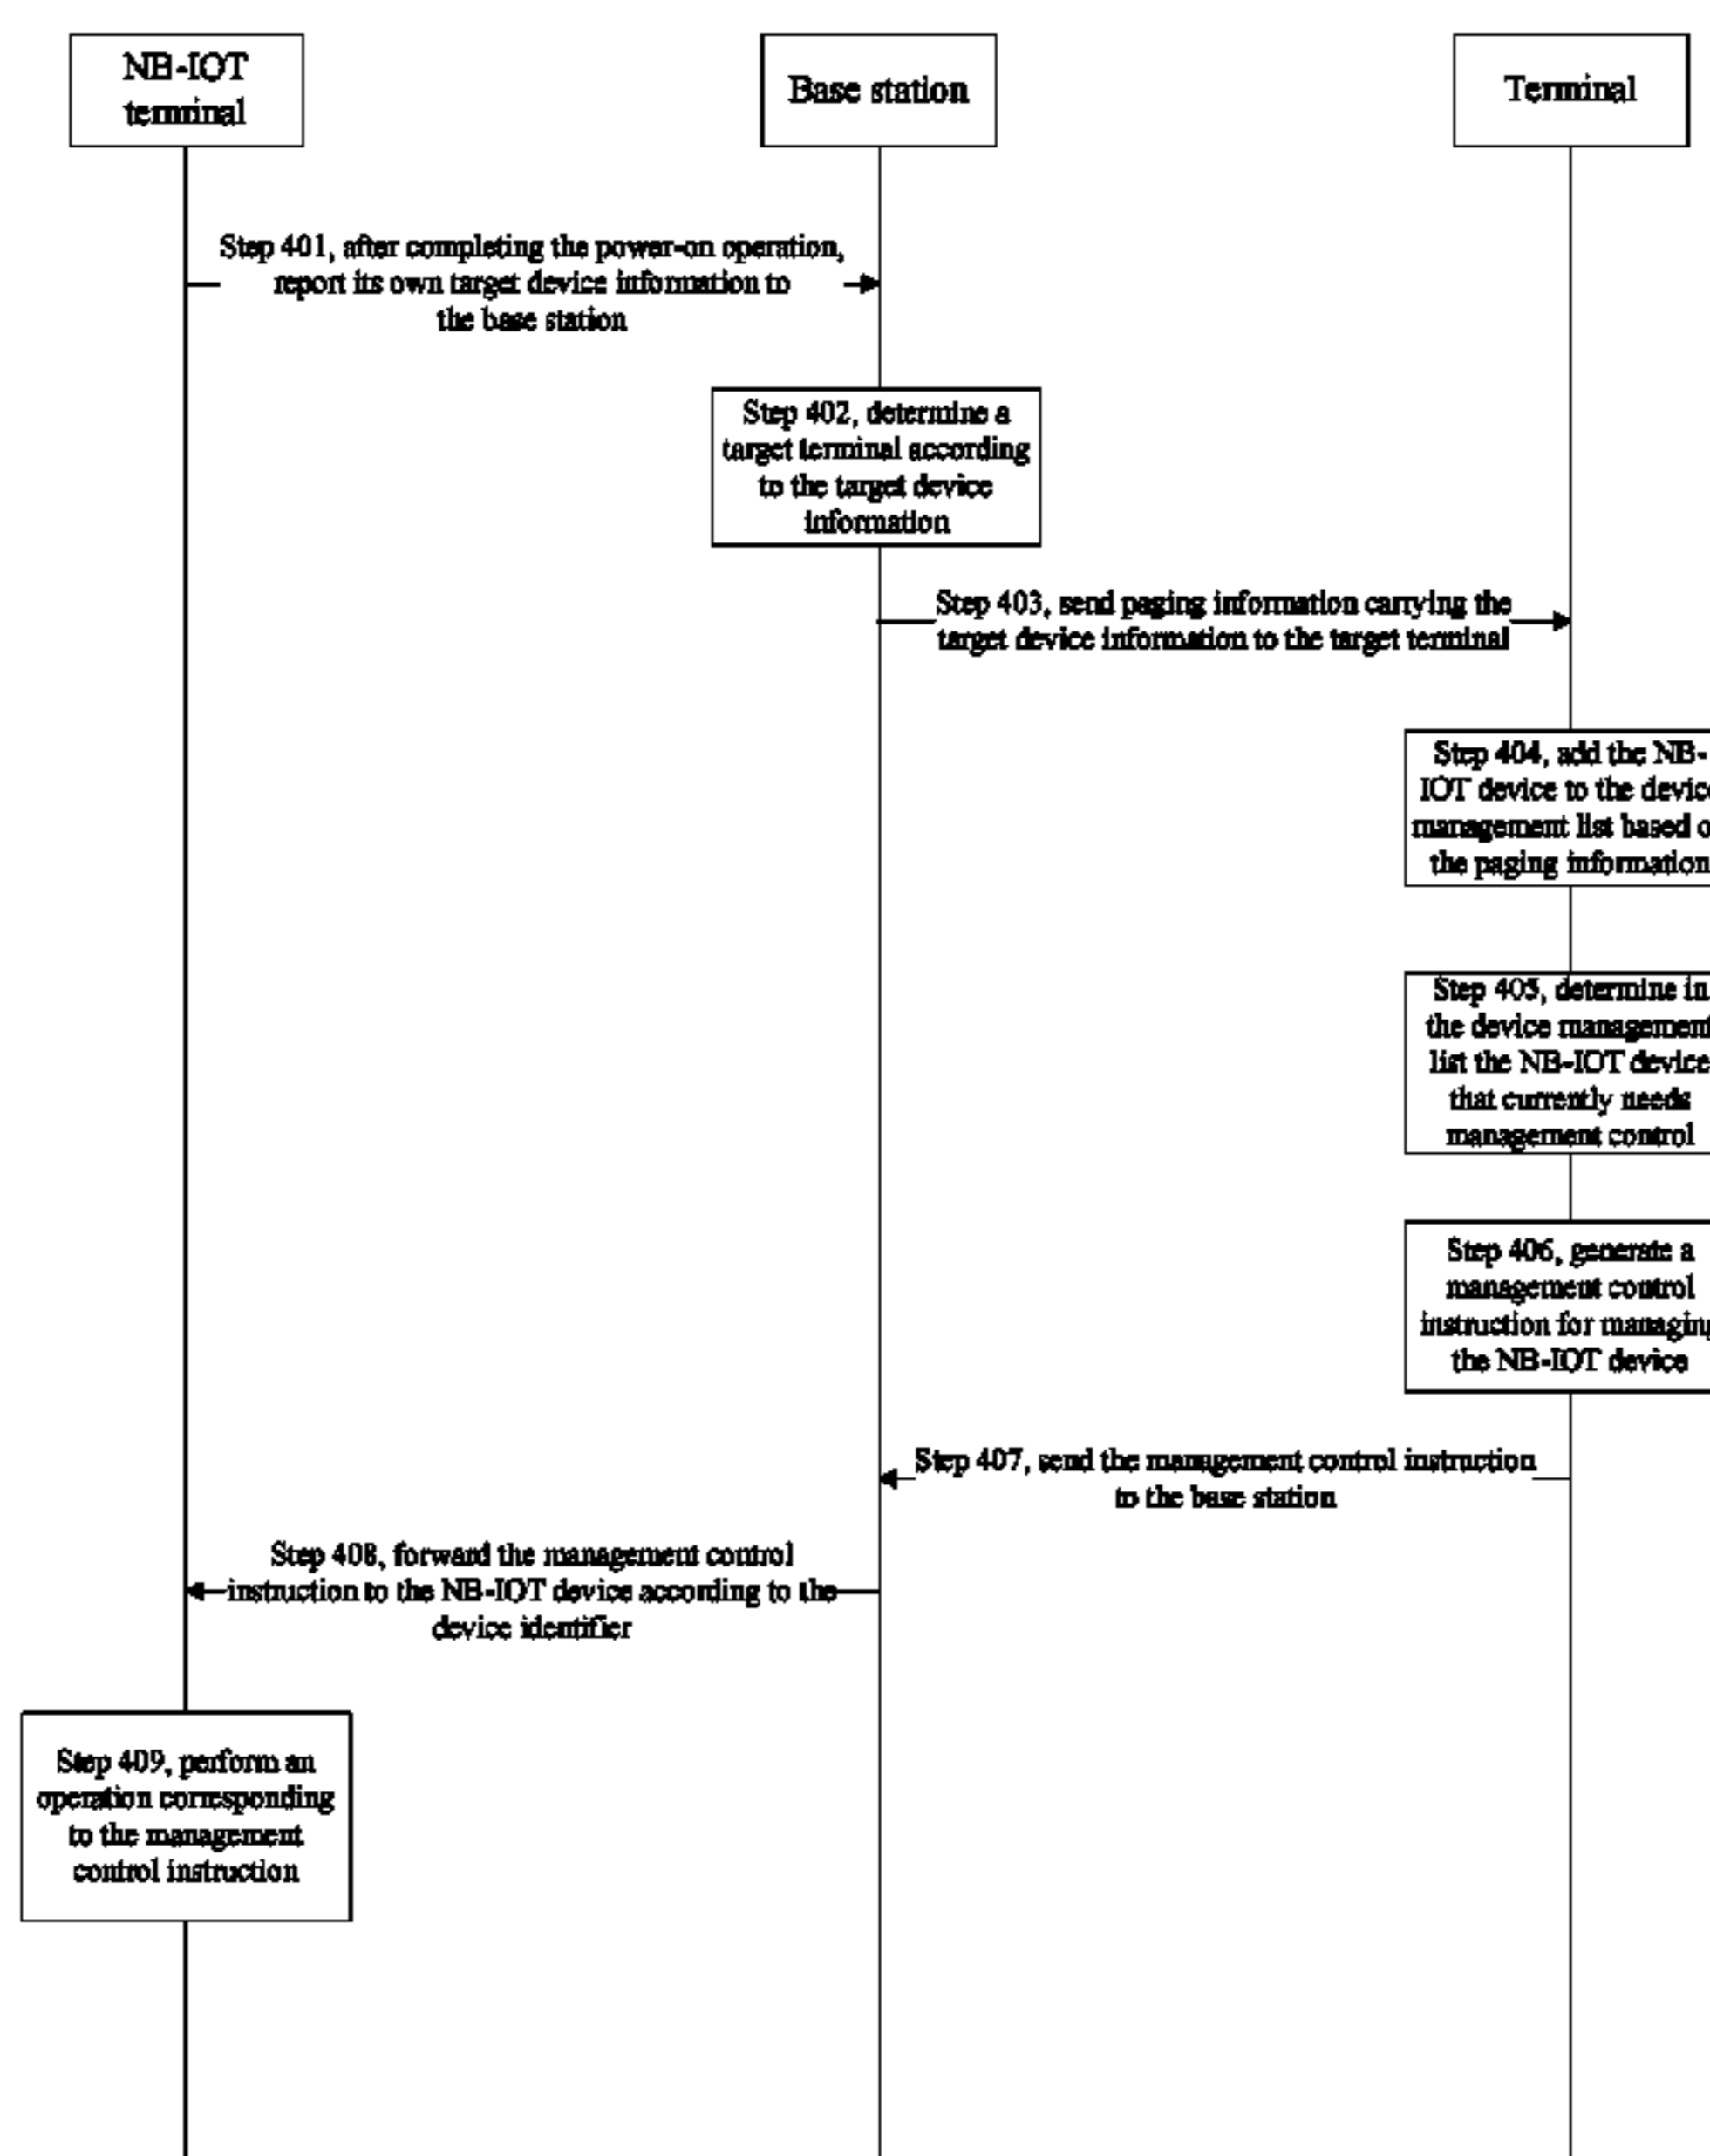 NB-IOT
terminal
Base station
Terminal
Step 401, after completing the power-on operation,
report its own target device information to
the base station
Step 402, determine a
target terminal according
to the target device
information
Step 403, send paging information carrying the
target device information to the target terminal
Step 404, add the NB-
IOT device to the device
management list based o
the paging information
Step 405, determine in
the device management
list the NB-IOT device
that currently needs
management control
Step 406, generate a
management control
instruction for managing
the NB-IOT device
Step 407, send the management control instruction
to the base station
Step 408, forward the management control
instruction to the NB-IOT device according to the
device identifier
Step 409, perform an
operation corresponding
to the management
control instruction